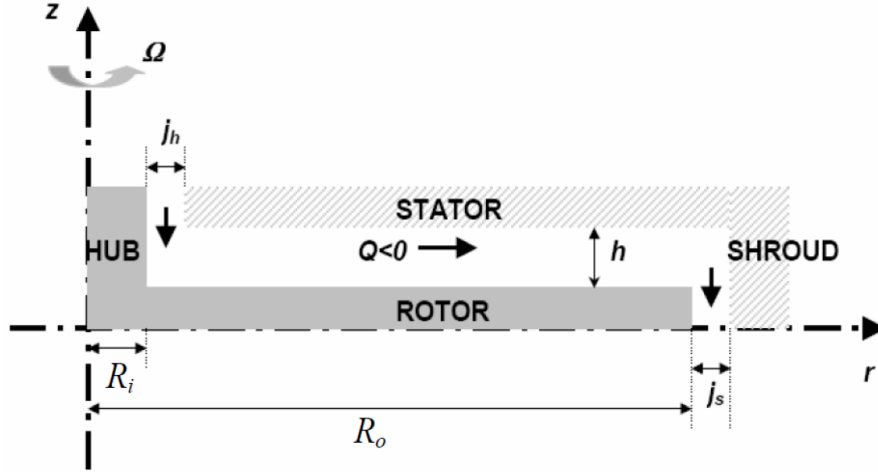 z
Ω
j_h
STATOR
HUB
Q<0
h
SHROUD
ROTOR
R_i
j_s
r
R_o